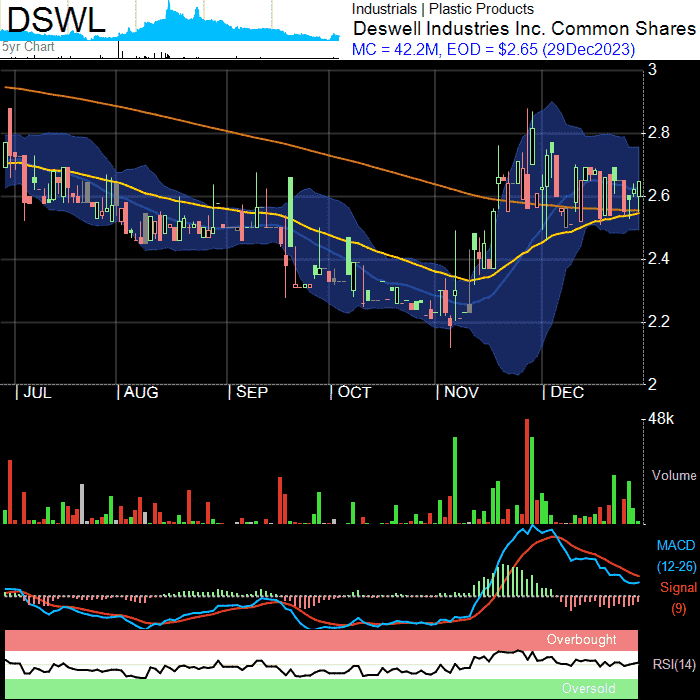 DSWL
5yr Chart
Industrials | Plastic Products
Deswell Industries Inc. Common Shares
MC = 42.2M, EOD = $2.65 (29Dec2023)
3
2.8
2.6
2.4
2.2
2
| JUL | AUG | SEP | OCT | NOV | DEC
48k
Volume
MACD
(12-26)
Signal
(9)
Overbought
RSI(14)
Oversold